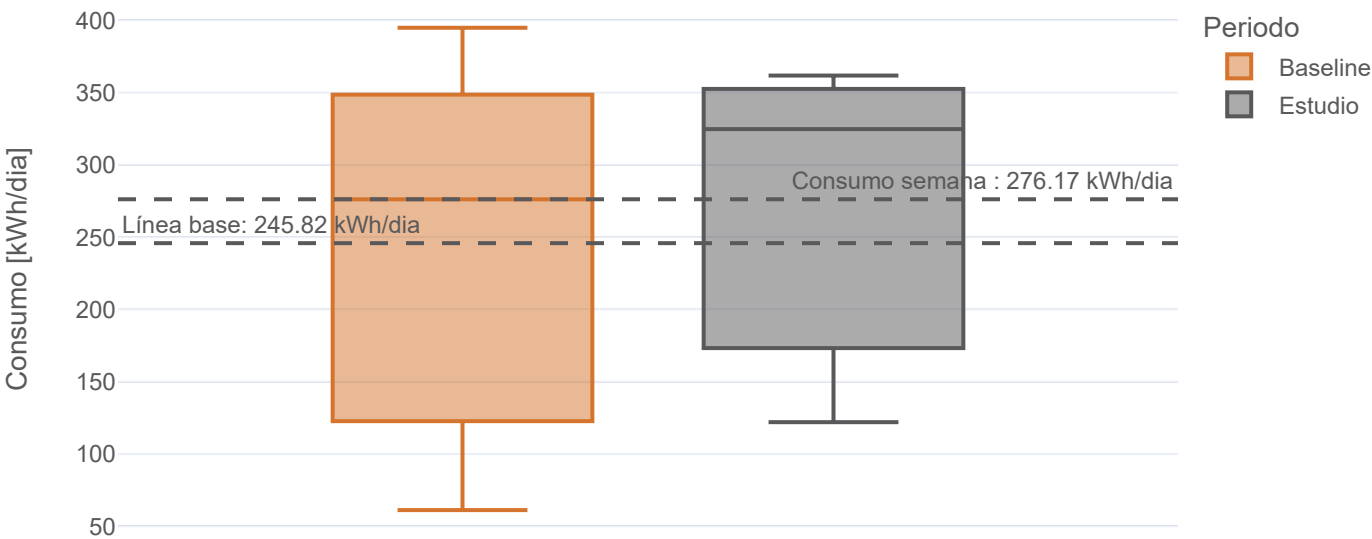 Consumo [kWh/dia]
400
350
300
250
200
150
100
50
Consumo semana : 276.17 kWh/dia
Línea base: 245.82 kWh/dia
Periodo
Baseline
Estudio